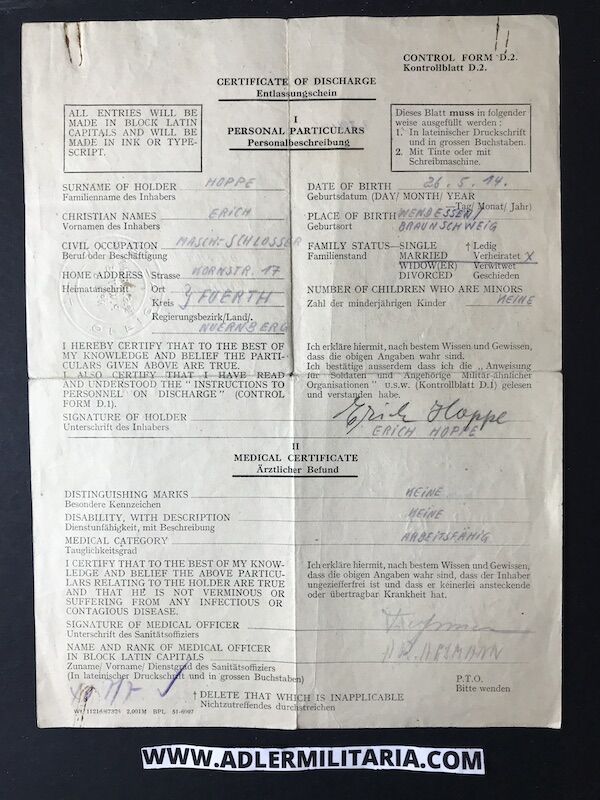 CONTROL FORM D.2.
Kontrollblatt D.2.
CERTIFICATE OF DISCHARGE
Entlassungschein
ALL ENTRIES WILL BE
MADE IN BLOCK LATIN
CAPITALS AND WILL BE
MADE IN INK OR TYPE-
SCRIPT.
I
PERSONAL PARTICULARS
Personalbeschreibung
Dieses Blatt muss in folgender
weise ausgefüllt werden :
1. In lateinischer Druckschrift
und in grossen Buchstaben.
2. Mit Tinte oder mit
Schreibmaschine.
SURNAME OF HOLDER HOPPE
Familienname des Inhabers
CHRISTIAN NAMES ERICH
Vornamen des Inhabers
CIVIL OCCUPATION MASCH-SCHLOSSER
Beruf oder Beschäftigung
HOME ADDRESS Strasse KORNSTR. 17
Heimatanschrift Ort
Kreis FUERTH
Regierungsbezirk/Land/.
NUERNBERG
DATE OF BIRTH 26. 5. 14.
Geburtsdatum (DAY/ MONTH/ YEAR
Tag/ Monat/ Jahr)
PLACE OF BIRTH WENDESSEN/
Geburtsort BRAUNSCHWEIG
FAMILY STATUS—SINGLE † Ledig
Familienstand MARRIED Verheiratet X
WIDOW(ER) Verwitwet
DIVORCED Geschieden
NUMBER OF CHILDREN WHO ARE MINORS
Zahl der minderjährigen Kinder KEINE
I HEREBY CERTIFY THAT TO THE BEST OF
MY KNOWLEDGE AND BELIEF THE PARTI-
CULARS GIVEN ABOVE ARE TRUE.
I ALSO CERTIFY THAT I HAVE READ
AND UNDERSTOOD THE " INSTRUCTIONS TO
PERSONNEL ON DISCHARGE " (CONTROL
FORM D.1).
SIGNATURE OF HOLDER
Unterschrift des Inhabers
Ich erkläre hiermit, nach bestem Wissen und Gewissen,
dass die obigen Angaben wahr sind.
Ich bestätige ausserdem dass ich die „ Anweisung
für Soldaten und Angehörige Militär-ähnlicher
Organisationen " u.s.w. (Kontrollblatt D.1) gelesen
und verstanden habe.
Erich Hoppe
ERICH HOPPE
II
MEDICAL CERTIFICATE
Ärztlicher Befund
DISTINGUISHING MARKS KEINE
Besondere Kennzeichen
DISABILITY, WITH DESCRIPTION KEINE
Dienstunfähigkeit, mit Beschreibung
MEDICAL CATEGORY ARBEITSFÄHIG
Tauglichkeitsgrad
I CERTIFY THAT TO THE BEST OF MY KNOW-
LEDGE AND BELIEF THE ABOVE PARTICU-
LARS RELATING TO THE HOLDER ARE TRUE
AND THAT HE IS NOT VERMINOUS OR
SUFFERING FROM ANY INFECTIOUS OR
CONTAGIOUS DISEASE.
SIGNATURE OF MEDICAL OFFICER
Unterschrift des Sanitätsoffiziers
NAME AND RANK OF MEDICAL OFFICER
IN BLOCK LATIN CAPITALS
Zuname/ Vorname/ Dienstgrad des Sanitätsoffiziers
(In lateinischer Druckschrift und in grossen Buchstaben)
Ich erkläre hiermit, nach bestem Wissen und Gewissen,
dass die obigen Angaben wahr sind, dass der Inhaber
ungeziefferfrei ist und dass er keinerlei ansteckende
oder übertragbar Krankheit hat.
P.T.O.
Bitte wenden
† DELETE THAT WHICH IS INAPPLICABLE
Nichtzutreffendes durchstreichen
WWW.ADLERMILITARIA.COM